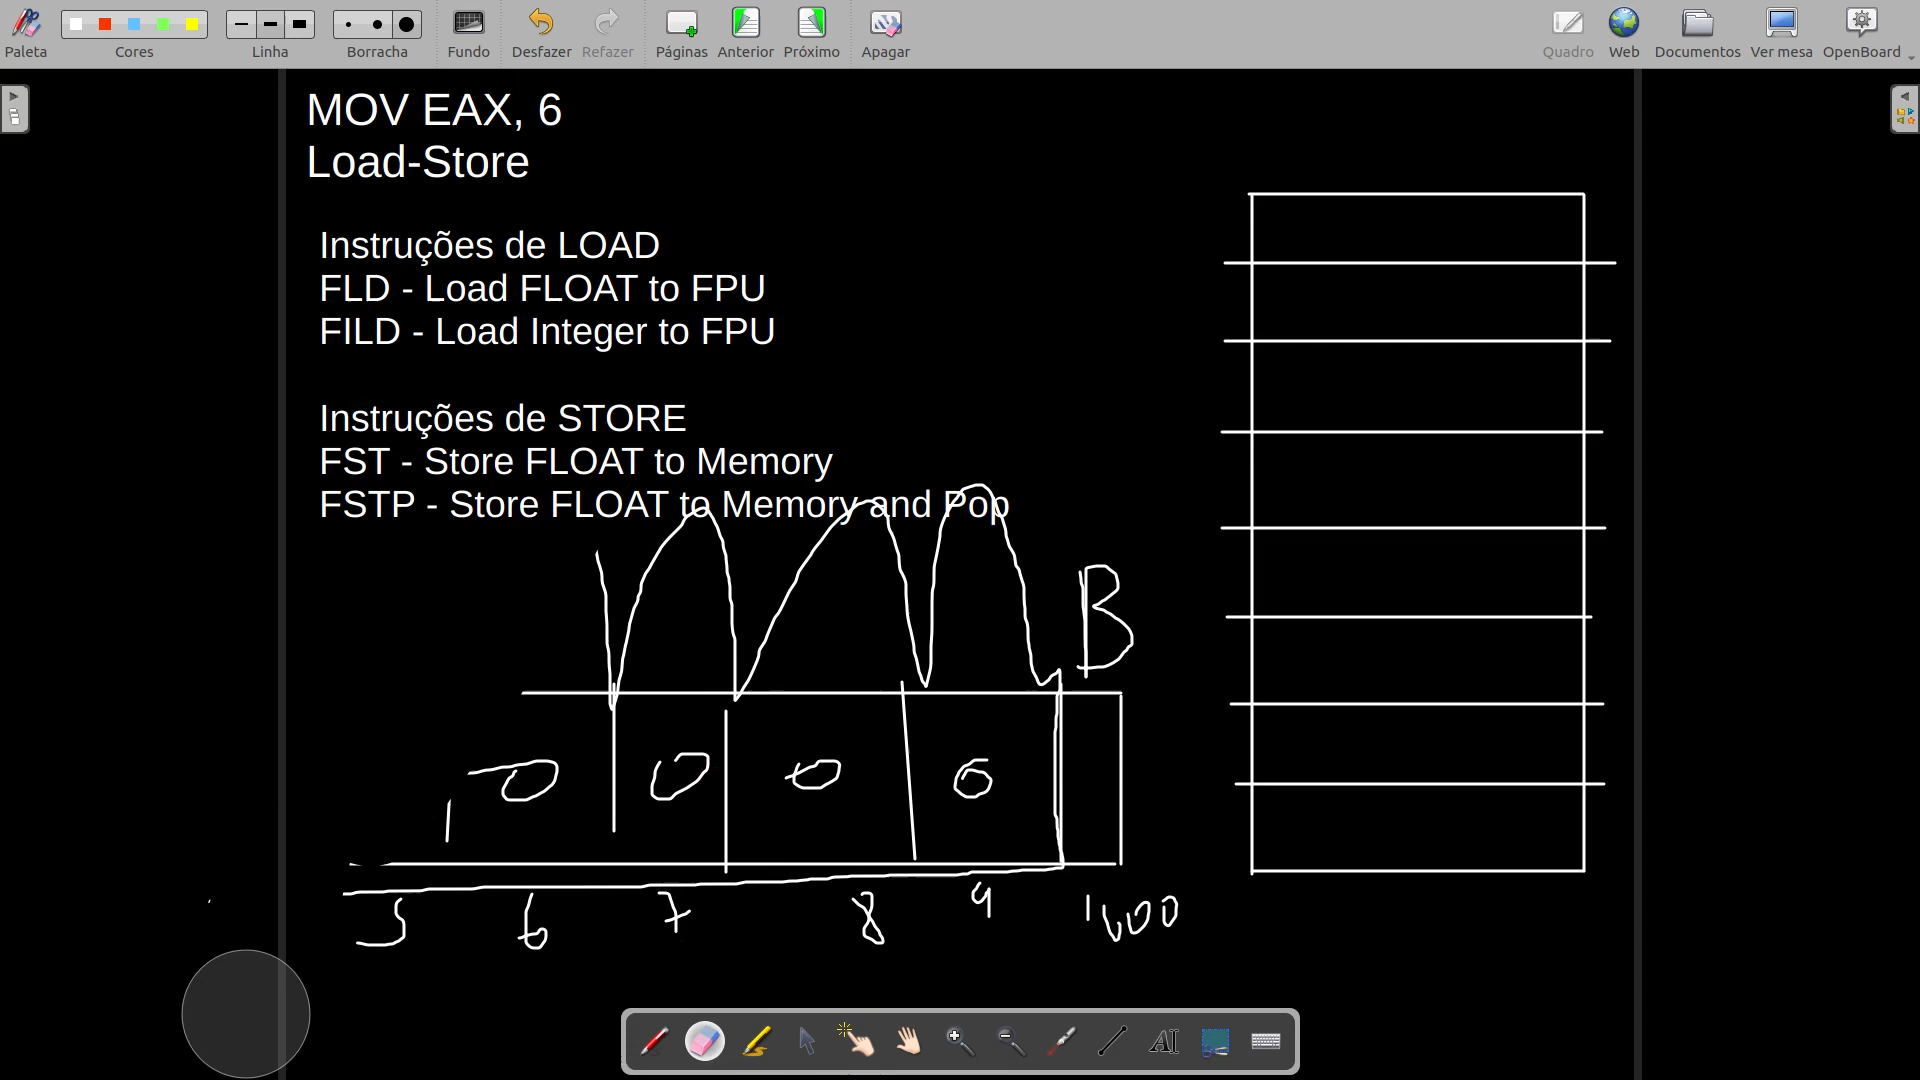 Paleta Cores Linha Borracha Fundo Desfazer Refazer Páginas Anterior Próximo Apagar Quadro Web Documentos Ver mesa OpenBoard
MOV EAX, 6
Load-Store
Instruções de LOAD
FLD - Load FLOAT to FPU
FILD - Load Integer to FPU
Instruções de STORE
FST - Store FLOAT to Memory
FSTP - Store FLOAT to Memory and Pop
B
0 0 0 0
5 6 7 8 9 1000